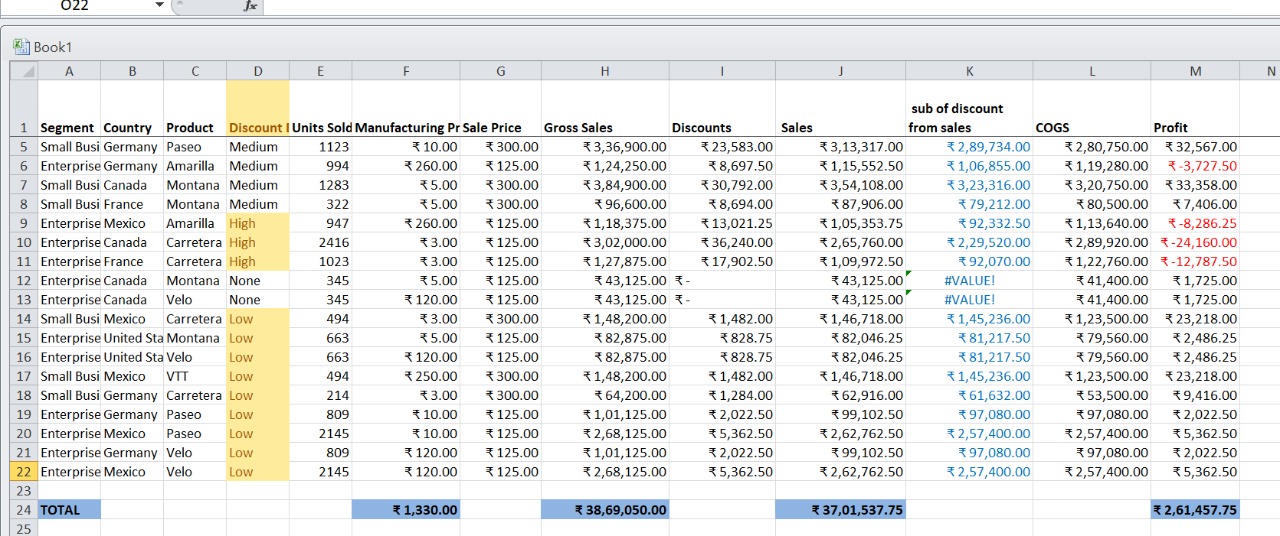 O22 fx
Book1
A B C D E F G H I J K L M N
sub of discount
1 Segment Country Product Discount Units Sold Manufacturing Pr Sale Price Gross Sales Discounts Sales from sales COGS Profit
5 Small Busi Germany Paseo Medium 1123 ₹ 10.00 ₹ 300.00 ₹ 3,36,900.00 ₹ 23,583.00 ₹ 3,13,317.00 ₹ 2,89,734.00 ₹ 2,80,750.00 ₹ 32,567.00
6 Enterprise Germany Amarilla Medium 994 ₹ 260.00 ₹ 125.00 ₹ 1,24,250.00 ₹ 8,697.50 ₹ 1,15,552.50 ₹ 1,06,855.00 ₹ 1,19,280.00 ₹ -3,727.50
7 Small Busi Canada Montana Medium 1283 ₹ 5.00 ₹ 300.00 ₹ 3,84,900.00 ₹ 30,792.00 ₹ 3,54,108.00 ₹ 3,23,316.00 ₹ 3,20,750.00 ₹ 33,358.00
8 Small Busi France Montana Medium 322 ₹ 5.00 ₹ 300.00 ₹ 96,600.00 ₹ 8,694.00 ₹ 87,906.00 ₹ 79,212.00 ₹ 80,500.00 ₹ 7,406.00
9 Enterprise Mexico Amarilla High 947 ₹ 260.00 ₹ 125.00 ₹ 1,18,375.00 ₹ 13,021.25 ₹ 1,05,353.75 ₹ 92,332.50 ₹ 1,13,640.00 ₹ -8,286.25
10 Enterprise Canada Carretera High 2416 ₹ 3.00 ₹ 125.00 ₹ 3,02,000.00 ₹ 36,240.00 ₹ 2,65,760.00 ₹ 2,29,520.00 ₹ 2,89,920.00 ₹ -24,160.00
11 Enterprise France Carretera High 1023 ₹ 3.00 ₹ 125.00 ₹ 1,27,875.00 ₹ 17,902.50 ₹ 1,09,972.50 ₹ 92,070.00 ₹ 1,22,760.00 ₹ -12,787.50
12 Enterprise Canada Montana None 345 ₹ 5.00 ₹ 125.00 ₹ 43,125.00 ₹ - ₹ 43,125.00 #VALUE! ₹ 41,400.00 ₹ 1,725.00
13 Enterprise Canada Velo None 345 ₹ 120.00 ₹ 125.00 ₹ 43,125.00 ₹ - ₹ 43,125.00 #VALUE! ₹ 41,400.00 ₹ 1,725.00
14 Small Busi Mexico Carretera Low 494 ₹ 3.00 ₹ 300.00 ₹ 1,48,200.00 ₹ 1,482.00 ₹ 1,46,718.00 ₹ 1,45,236.00 ₹ 1,23,500.00 ₹ 23,218.00
15 Enterprise United Sta Montana Low 663 ₹ 5.00 ₹ 125.00 ₹ 82,875.00 ₹ 828.75 ₹ 82,046.25 ₹ 81,217.50 ₹ 79,560.00 ₹ 2,486.25
16 Enterprise United Sta Velo Low 663 ₹ 120.00 ₹ 125.00 ₹ 82,875.00 ₹ 828.75 ₹ 82,046.25 ₹ 81,217.50 ₹ 79,560.00 ₹ 2,486.25
17 Small Busi Mexico VTT Low 494 ₹ 250.00 ₹ 300.00 ₹ 1,48,200.00 ₹ 1,482.00 ₹ 1,46,718.00 ₹ 1,45,236.00 ₹ 1,23,500.00 ₹ 23,218.00
18 Small Busi Germany Carretera Low 214 ₹ 3.00 ₹ 300.00 ₹ 64,200.00 ₹ 1,284.00 ₹ 62,916.00 ₹ 61,632.00 ₹ 53,500.00 ₹ 9,416.00
19 Enterprise Germany Paseo Low 809 ₹ 10.00 ₹ 125.00 ₹ 1,01,125.00 ₹ 2,022.50 ₹ 99,102.50 ₹ 97,080.00 ₹ 97,080.00 ₹ 2,022.50
20 Enterprise Mexico Paseo Low 2145 ₹ 10.00 ₹ 125.00 ₹ 2,68,125.00 ₹ 5,362.50 ₹ 2,62,762.50 ₹ 2,57,400.00 ₹ 2,57,400.00 ₹ 5,362.50
21 Enterprise Germany Velo Low 809 ₹ 120.00 ₹ 125.00 ₹ 1,01,125.00 ₹ 2,022.50 ₹ 99,102.50 ₹ 97,080.00 ₹ 97,080.00 ₹ 2,022.50
22 Enterprise Mexico Velo Low 2145 ₹ 120.00 ₹ 125.00 ₹ 2,68,125.00 ₹ 5,362.50 ₹ 2,62,762.50 ₹ 2,57,400.00 ₹ 2,57,400.00 ₹ 5,362.50
23
24 TOTAL ₹ 1,330.00 ₹ 38,69,050.00 ₹ 37,01,537.75 ₹ 2,61,457.75
25